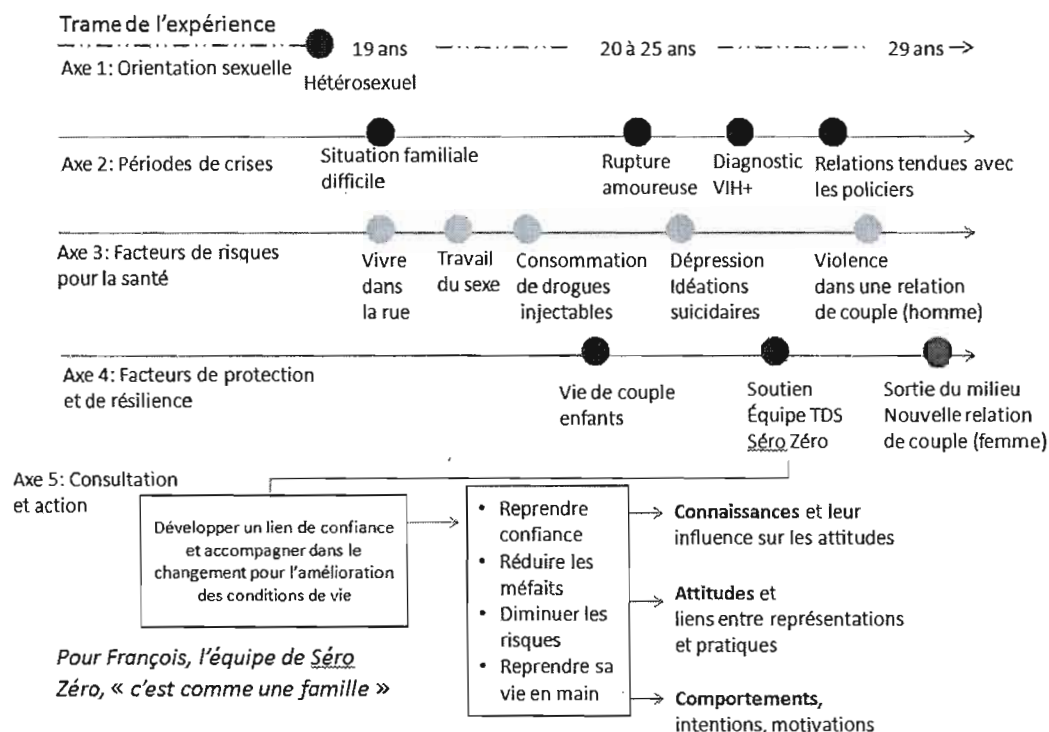 Trame de l'expérience
19 ans
20 à 25 ans
29 ans
Axe 1: Orientation sexuelle
Hétérosexuel
Axe 2: Périodes de crises
Situation familiale
difficile
Rupture
amoureuse
Diagnostic
VIH+
Relations tendues avec
les policiers
Axe 3: Facteurs de risques
pour la santé
Vivre
dans
la rue
Travail
du sexe
Consommation
de drogues
injectables
Dépression
Idéations
suicidaires
Violence
dans une relation
de couple (homme)
Axe 4: Facteurs de protection
et de résilience
Vie de couple
enfants
Soutien
Équipe TDS
Séro Zéro
Sortie du milieu
Nouvelle relation
de couple (femme)
Axe 5: Consultation
et action
Développer un lien de confiance
et accompagner dans le
changement pour l'amélioration
des conditions de vie
• Reprendre
confiance
• Réduire les
méfaits
• Diminuer les
risques
• Reprendre sa
vie en main
Connaissances et leur
influence sur les attitudes
Attitudes et
liens entre représentations
et pratiques
Comportements,
intentions, motivations
Pour François, l'équipe de Séro
Zéro, « c'est comme une famille »